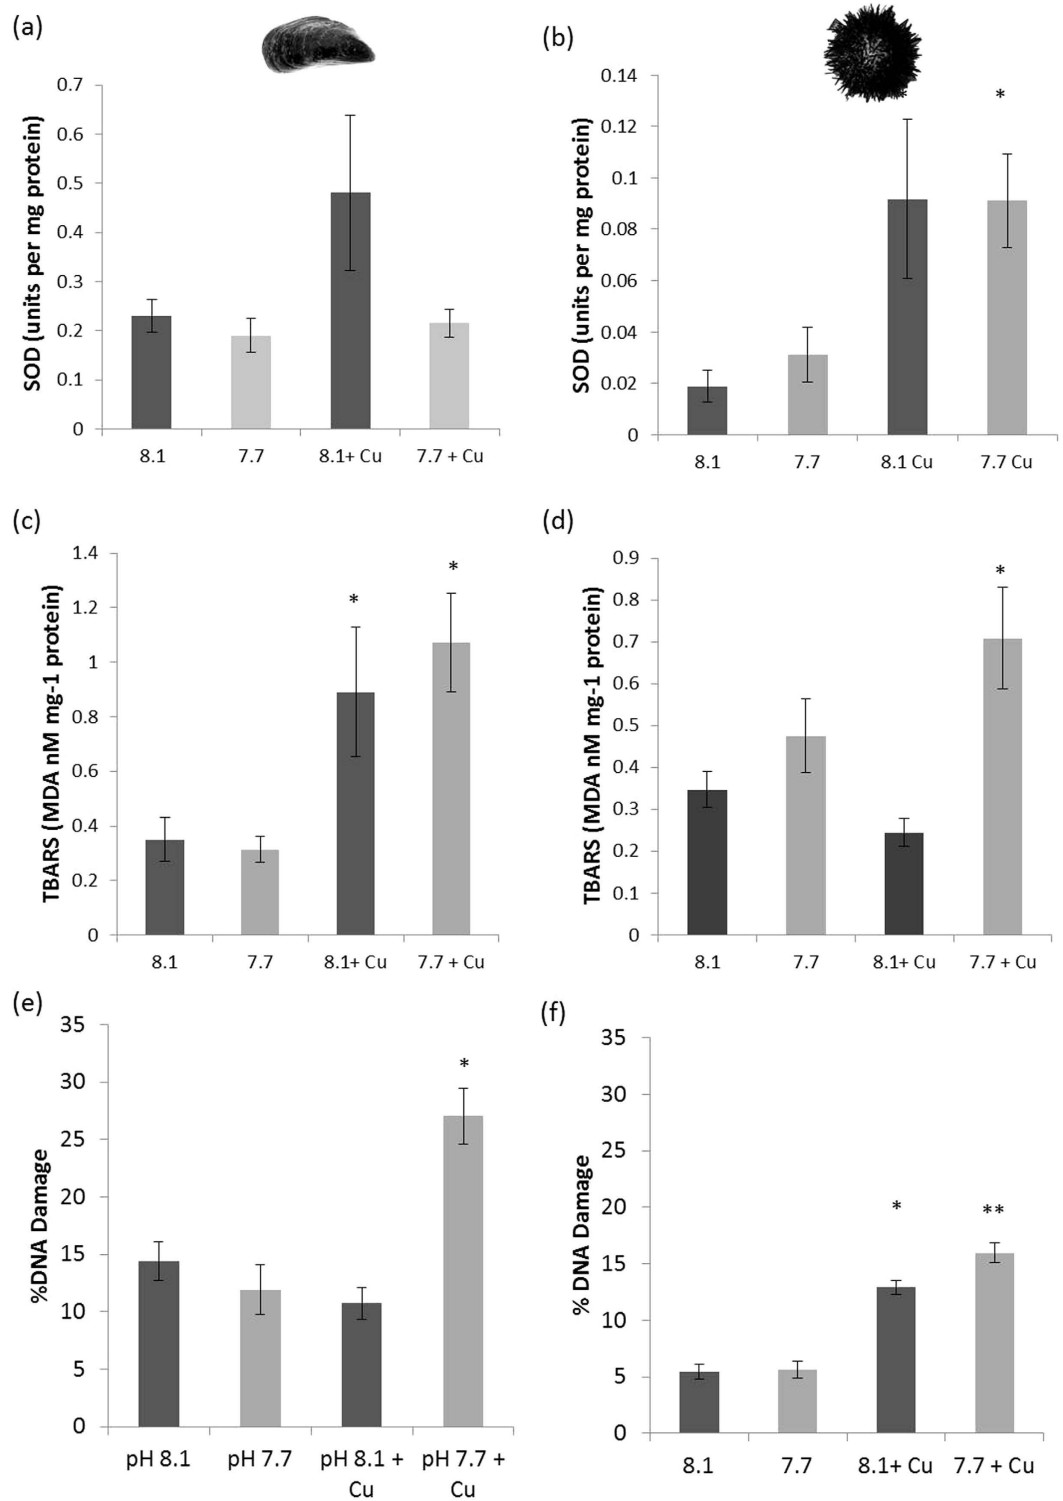 (a)
SOD (units per mg protein)
0.7
0.6
0.5
0.4
0.3
0.2
0.1
0
8.1 7.7 8.1+ Cu 7.7 + Cu
(b)
SOD (units per mg protein)
0.14
0.12
0.1
0.08
0.06
0.04
0.02
0
*
8.1 7.7 8.1 Cu 7.7 Cu
(c)
TBARS (MDA nM mg-1 protein)
1.4
1.2
1
0.8
0.6
0.4
0.2
0
* *
8.1 7.7 8.1+ Cu 7.7 + Cu
(d)
TBARS (MDA nM mg-1 protein)
0.9
0.8
0.7
0.6
0.5
0.4
0.3
0.2
0.1
0
*
8.1 7.7 8.1+ Cu 7.7 + Cu
(e)
%DNA Damage
35
30
25
20
15
10
5
0
*
pH 8.1 pH 7.7 pH 8.1 + pH 7.7 +
Cu Cu
(f)
% DNA Damage
35
30
25
20
15
10
5
0
* **
8.1 7.7 8.1+ Cu 7.7 + Cu